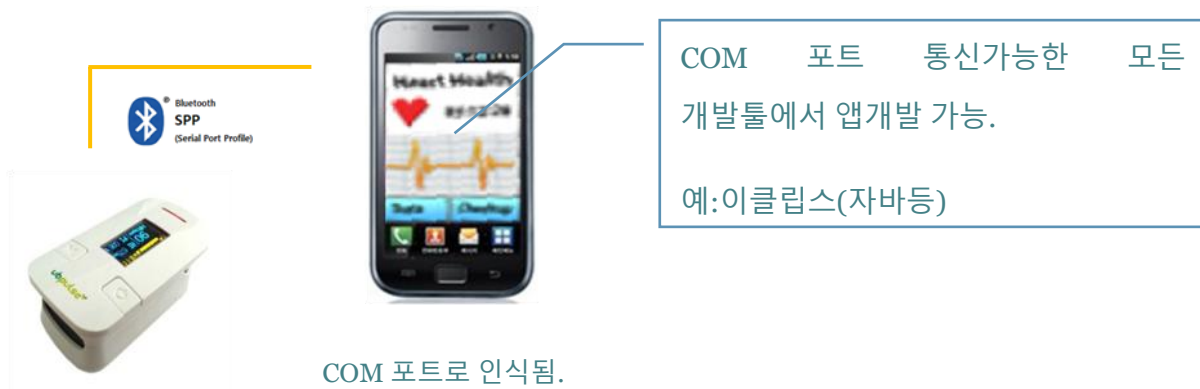 ® Bluetooth
SPP
(Serial Port Profile)
Heart Health
COM 포트 통신가능한 모든
개발툴에서 앱개발 가능.
예:이클립스(자바등)
ubpulse
COM 포트로 인식됨.